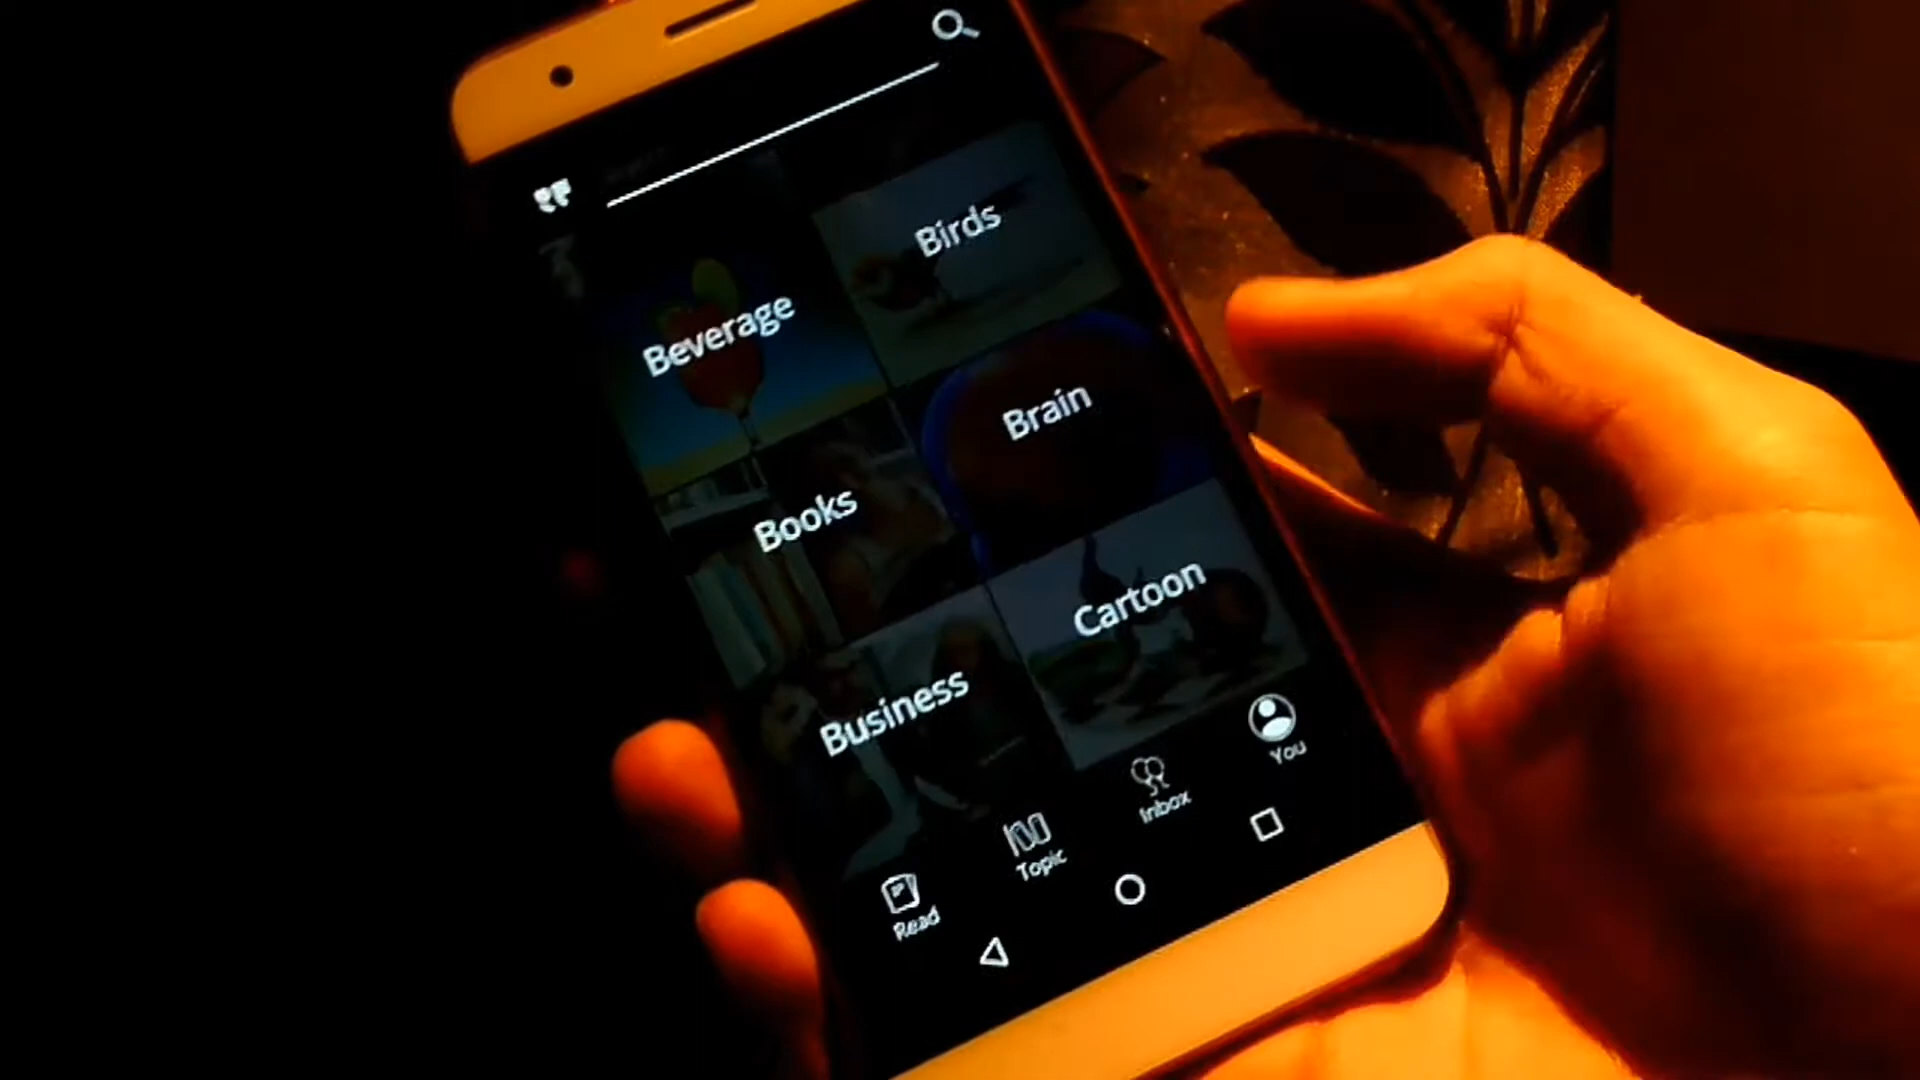 Beverage
Birds
Books
Brain
Business
Cartoon
Read
Topic
Inbox
You